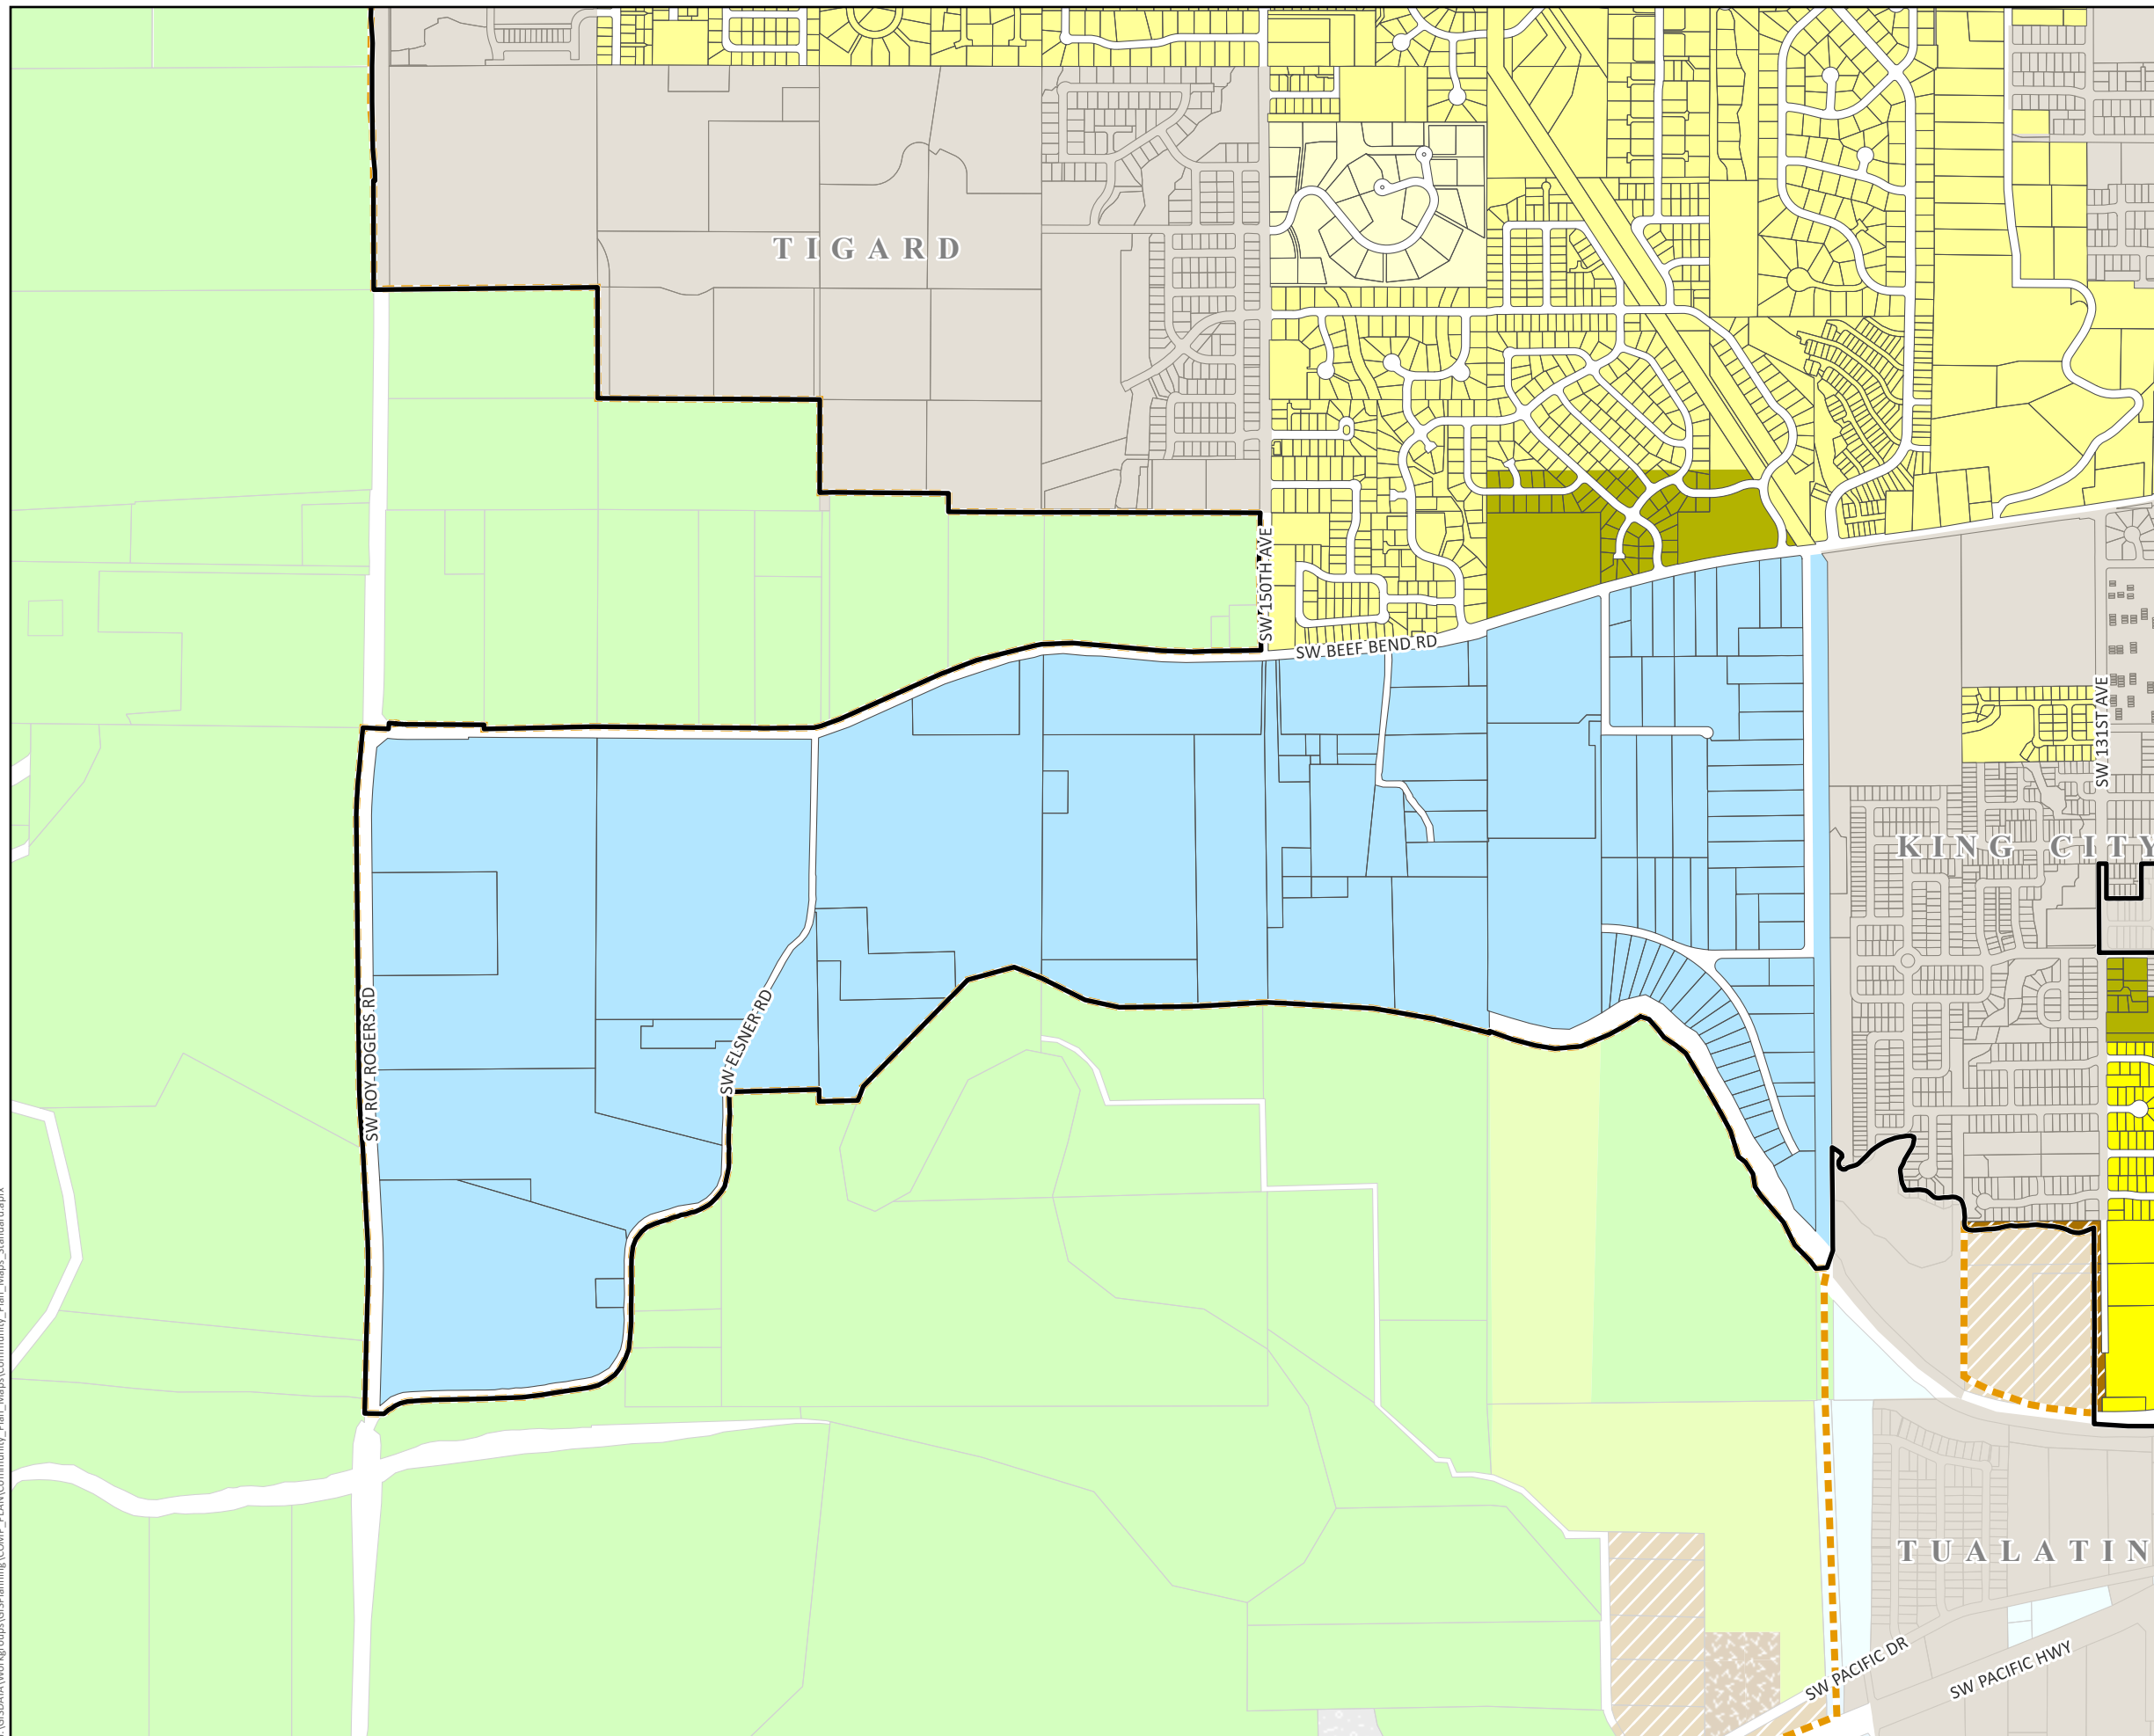 TIGARD
SW 150TH AVE
SW BEEF BEND RD
SW 131ST AVE
KING CITY
SW ROY ROGERS RD
SW ELSNER RD
TUALATIN
SW PACIFIC DR
SW PACIFIC HWY